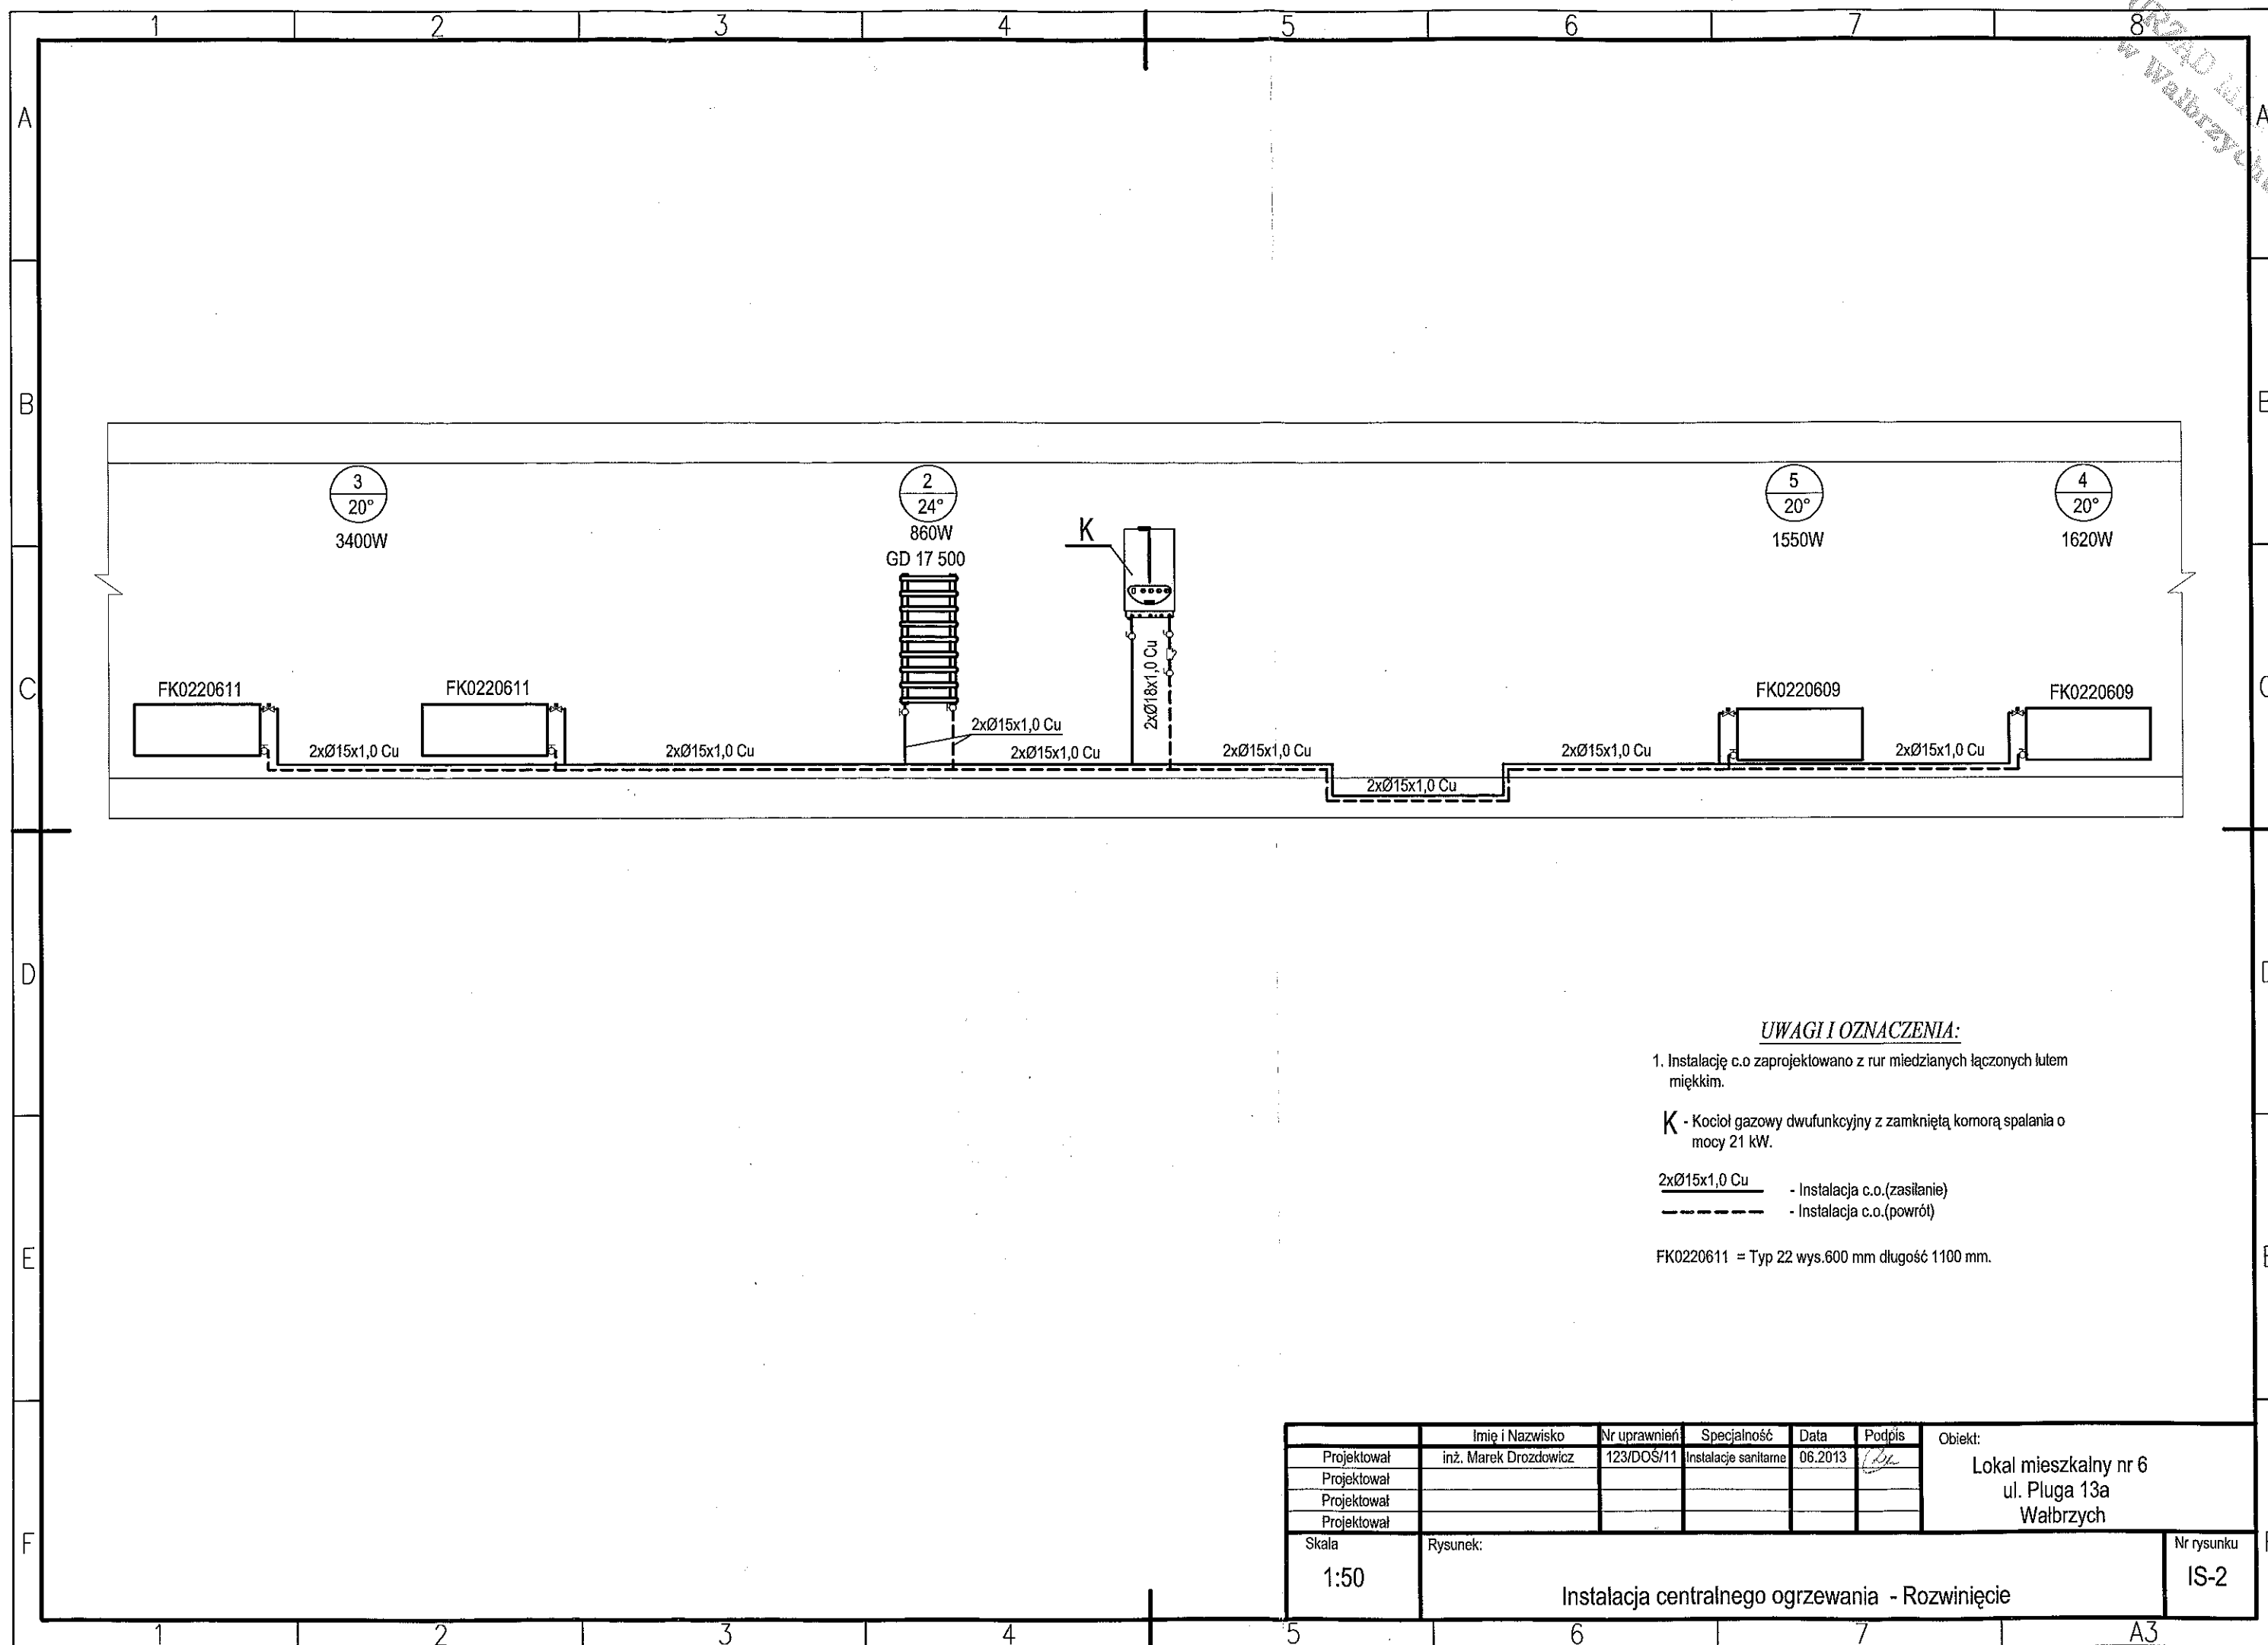 1 2 3 4 5 6 7 8
URZĄD
w Wałbrzychu
A A
B
C
D
E
F
3
20°
3400W
2
24°
860W
GD 17 500
K
5
20°
1550W
4
20°
1620W
FK0220611
FK0220611
FK0220609
FK0220609
2xØ18x1,0 Cu
2xØ15x1,0 Cu
2xØ15x1,0 Cu
2xØ15x1,0 Cu
2xØ15x1,0 Cu
2xØ15x1,0 Cu
2xØ15x1,0 Cu
2xØ15x1,0 Cu
2xØ15x1,0 Cu
UWAGI I OZNACZENIA:
1. Instalację c.o zaprojektowano z rur miedzianych łączonych lutem
miękkim.
K - Kocioł gazowy dwufunkcyjny z zamkniętą komorą spalania o
mocy 21 kW.
2xØ15x1,0 Cu
- Instalacja c.o.(zasilanie)
- Instalacja c.o.(powrót)
FK0220611 = Typ 22 wys.600 mm długość 1100 mm.
Imię i Nazwisko Nr uprawnień Specjalność Data Podpis
Projektował inż. Marek Drozdowicz 123/DOŚ/11 Instalacje sanitarne 06.2013
Projektował
Projektował
Projektował
Obiekt:
Lokal mieszkalny nr 6
ul. Pluga 13a
Wałbrzych
Skala
1:50
Rysunek:
Instalacja centralnego ogrzewania - Rozwinięcie
Nr rysunku
IS-2
1 2 3 4 5 6 7 A3